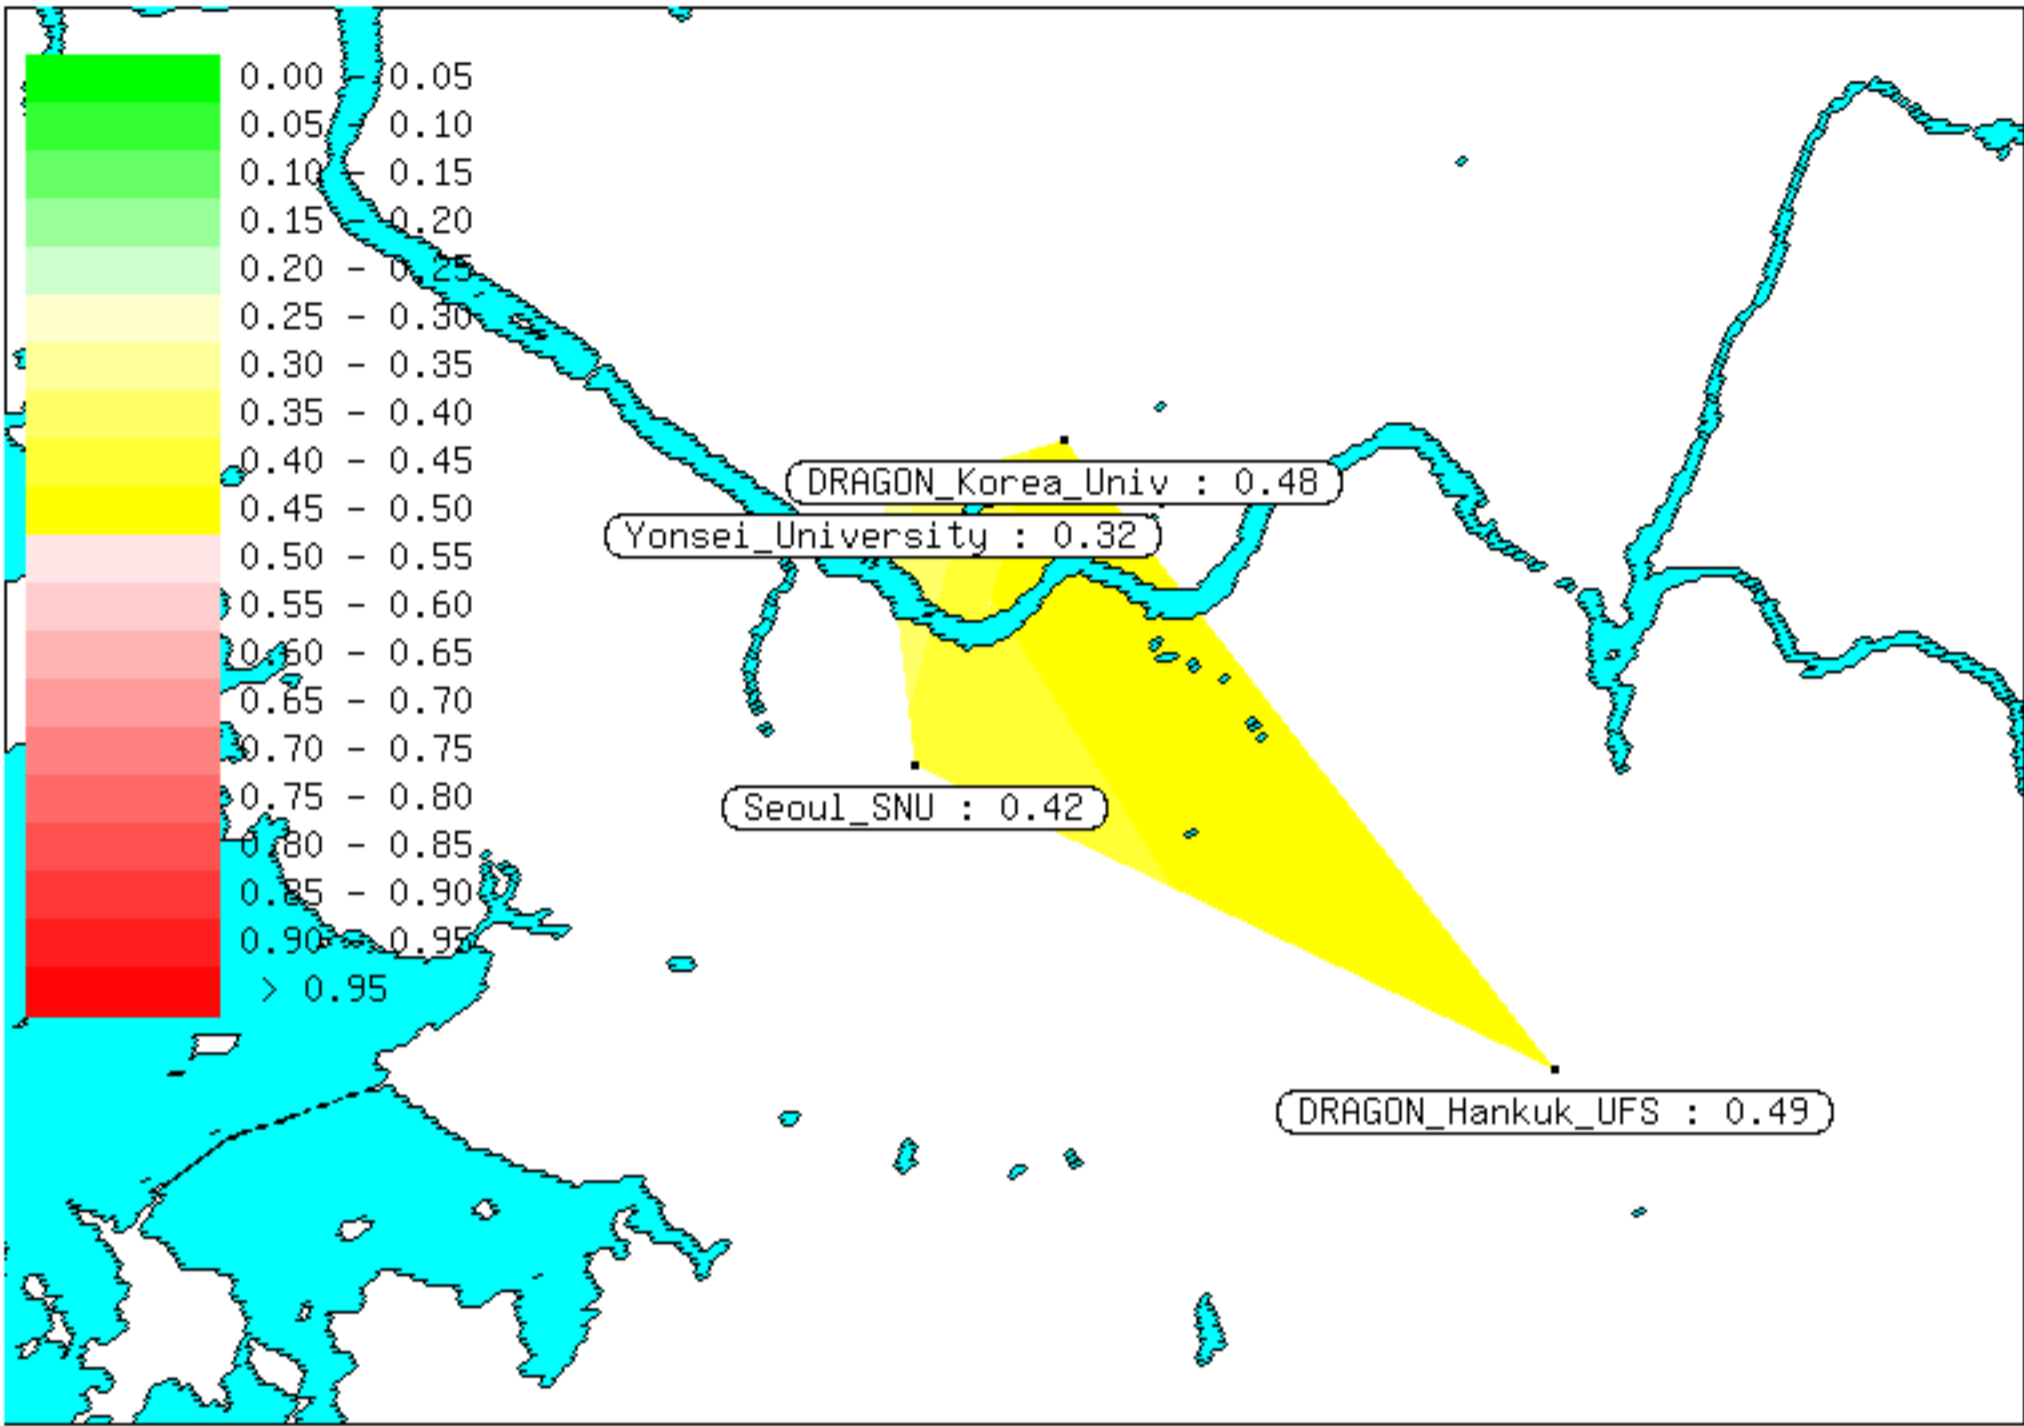 0.00 - 0.05
0.05 - 0.10
0.10 - 0.15
0.15 - 0.20
0.20 - 0.25
0.25 - 0.30
0.30 - 0.35
0.35 - 0.40
0.40 - 0.45
0.45 - 0.50
0.50 - 0.55
0.55 - 0.60
0.60 - 0.65
0.65 - 0.70
0.70 - 0.75
0.75 - 0.80
0.80 - 0.85
0.85 - 0.90
0.90 - 0.95
> 0.95
DRAGON_Korea_Univ : 0.48
Yonsei_University : 0.32
Seoul_SNU : 0.42
DRAGON_Hankuk_UFS : 0.49